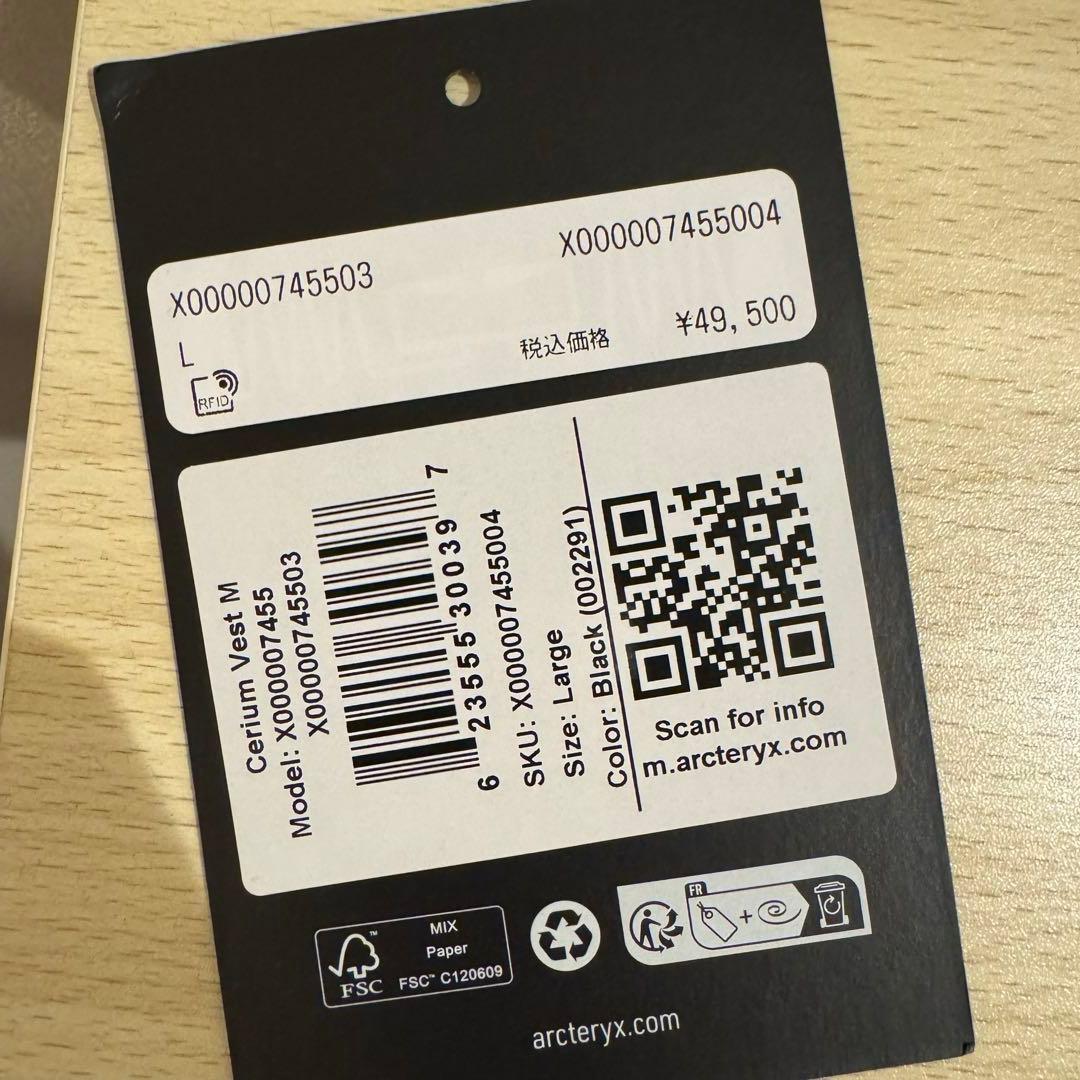 X00000745503
X000007455004
L
税込価格 ¥49,500
RFID
Cerium Vest M
Model: X000007455
X00000745503
6 23555 30039 7
SKU: X000007455004
Size: Large
Color: Black (002291)
Scan for info
m.arcteryx.com
FSC™
MIX
Paper
FSC™ C120609
FR
arcteryx.com